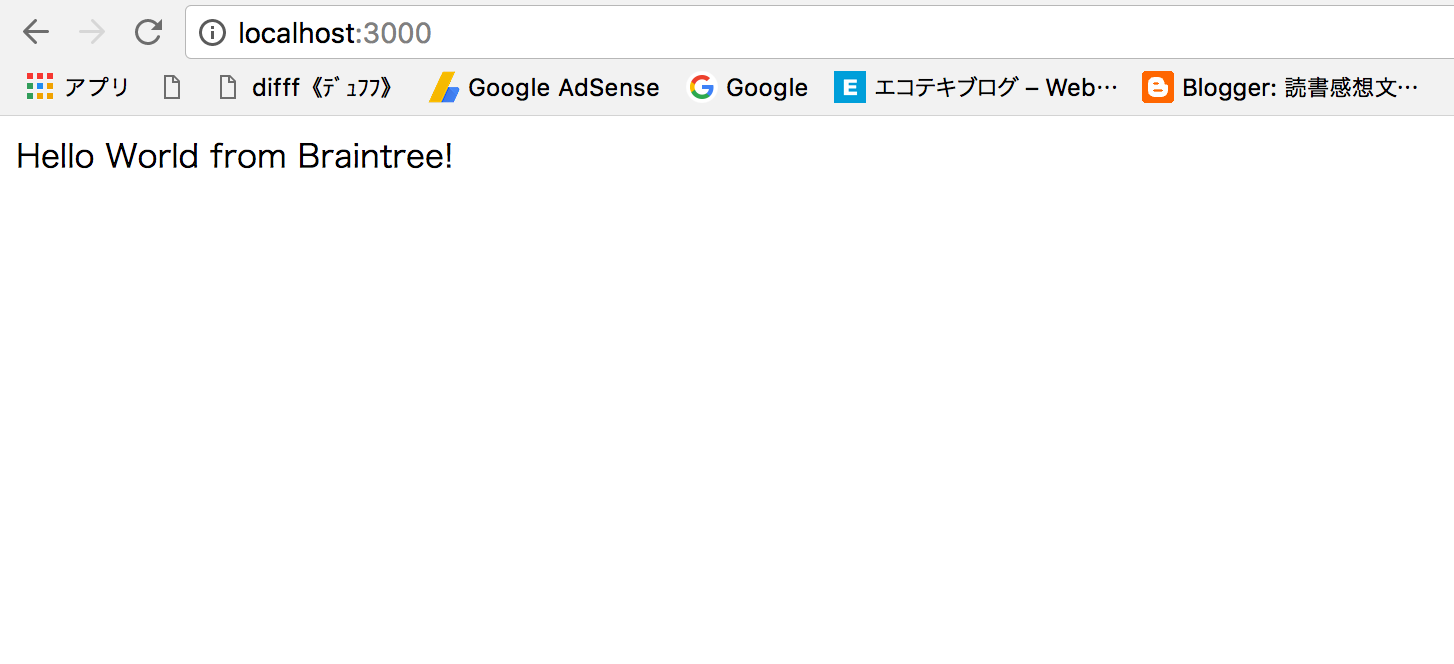 localhost:3000
アプリ difff《ﾃﾞｭﾌﾌ》 Google AdSense Google E エコテキブログ – Web… Blogger: 読書感想文…
Hello World from Braintree!